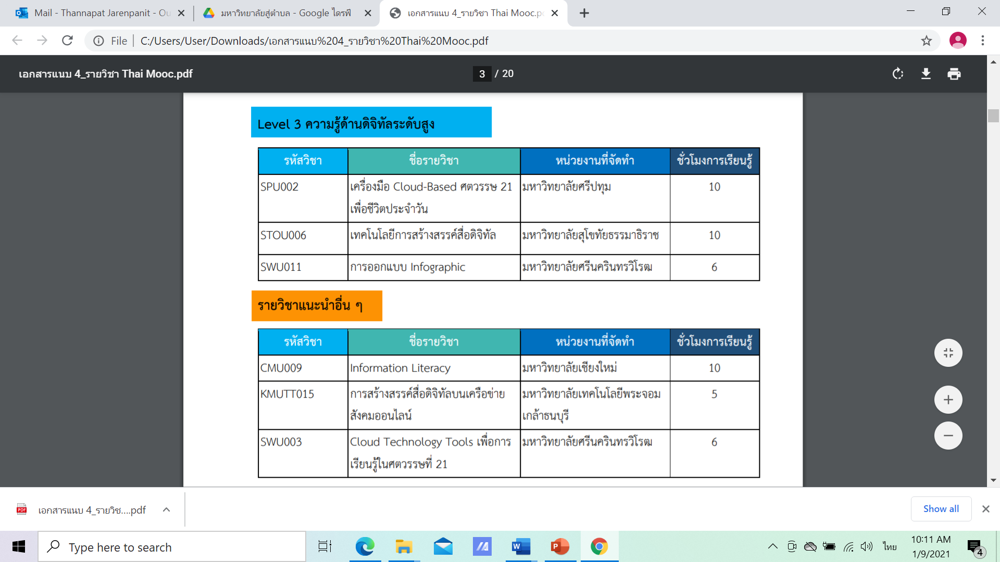 Mail - Thannapat Jarenpanit - Ou
มหาวิทยาลัยสู่ตำบล - Google ไดรฟ์
เอกสารแนบ 4_รายวิชา Thai Mooc.p
File
C:/Users/User/Downloads/เอกสารแนบ%204_รายวิชา%20Thai%20Mooc.pdf
เอกสารแนบ 4_รายวิชา Thai Mooc.pdf
3 / 20
Level 3 ความรู้ด้านดิจิทัลระดับสูง
รหัสวิชา ชื่อรายวิชา หน่วยงานที่จัดทำ ชั่วโมงการเรียนรู้
SPU002 เครื่องมือ Cloud-Based ศตวรรษ 21 มหาวิทยาลัยศรีปทุม 10
เพื่อชีวิตประจำวัน
STOU006 เทคโนโลยีการสร้างสรรค์สื่อดิจิทัล มหาวิทยาลัยสุโขทัยธรรมาธิราช 10
SWU011 การออกแบบ Infographic มหาวิทยาลัยศรีนครินทรวิโรฒ 6
รายวิชาแนะนำอื่น ๆ
รหัสวิชา ชื่อรายวิชา หน่วยงานที่จัดทำ ชั่วโมงการเรียนรู้
CMU009 Information Literacy มหาวิทยาลัยเชียงใหม่ 10
KMUTT015 การสร้างสรรค์สื่อดิจิทัลบนเครือข่าย มหาวิทยาลัยเทคโนโลยีพระจอม 5
สังคมออนไลน์ เกล้าธนบุรี
SWU003 Cloud Technology Tools เพื่อการ มหาวิทยาลัยศรีนครินทรวิโรฒ 6
เรียนรู้ในศตวรรษที่ 21
PDF
เอกสารแนบ 4_รายวิช....pdf
Show all
Type here to search
ไทย
10:11 AM
1/9/2021
4